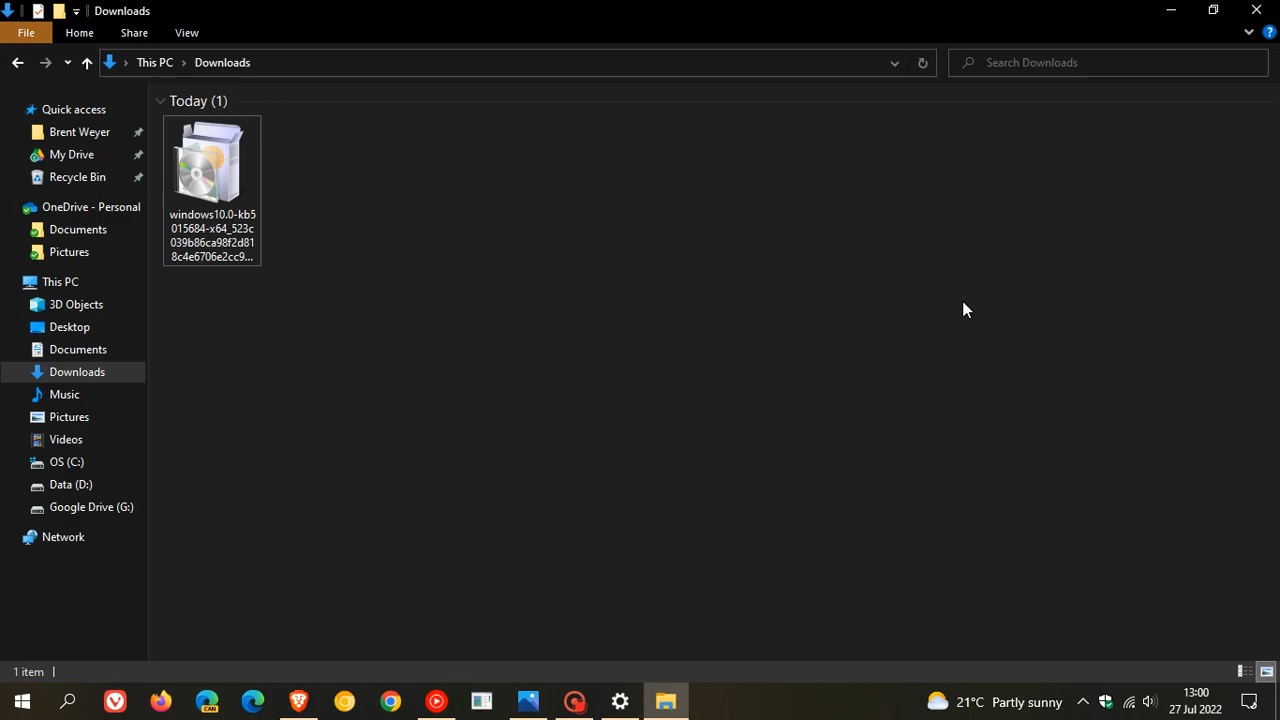 Downloads
File
Home
Share
View
This PC
Downloads
Search Downloads
Quick access
Brent Weyer
My Drive
Recycle Bin
OneDrive - Personal
Documents
Pictures
This PC
3D Objects
Desktop
Documents
Downloads
Music
Pictures
Videos
OS (C:)
Data (D:)
Google Drive (G:)
Network
Today (1)
windows10.0-kb5
015684-x64_523c
039b86ca98f2d81
8c4e6706e2cc9...
1 item
CAN
21°C Partly sunny
13:00
27 Jul 2022